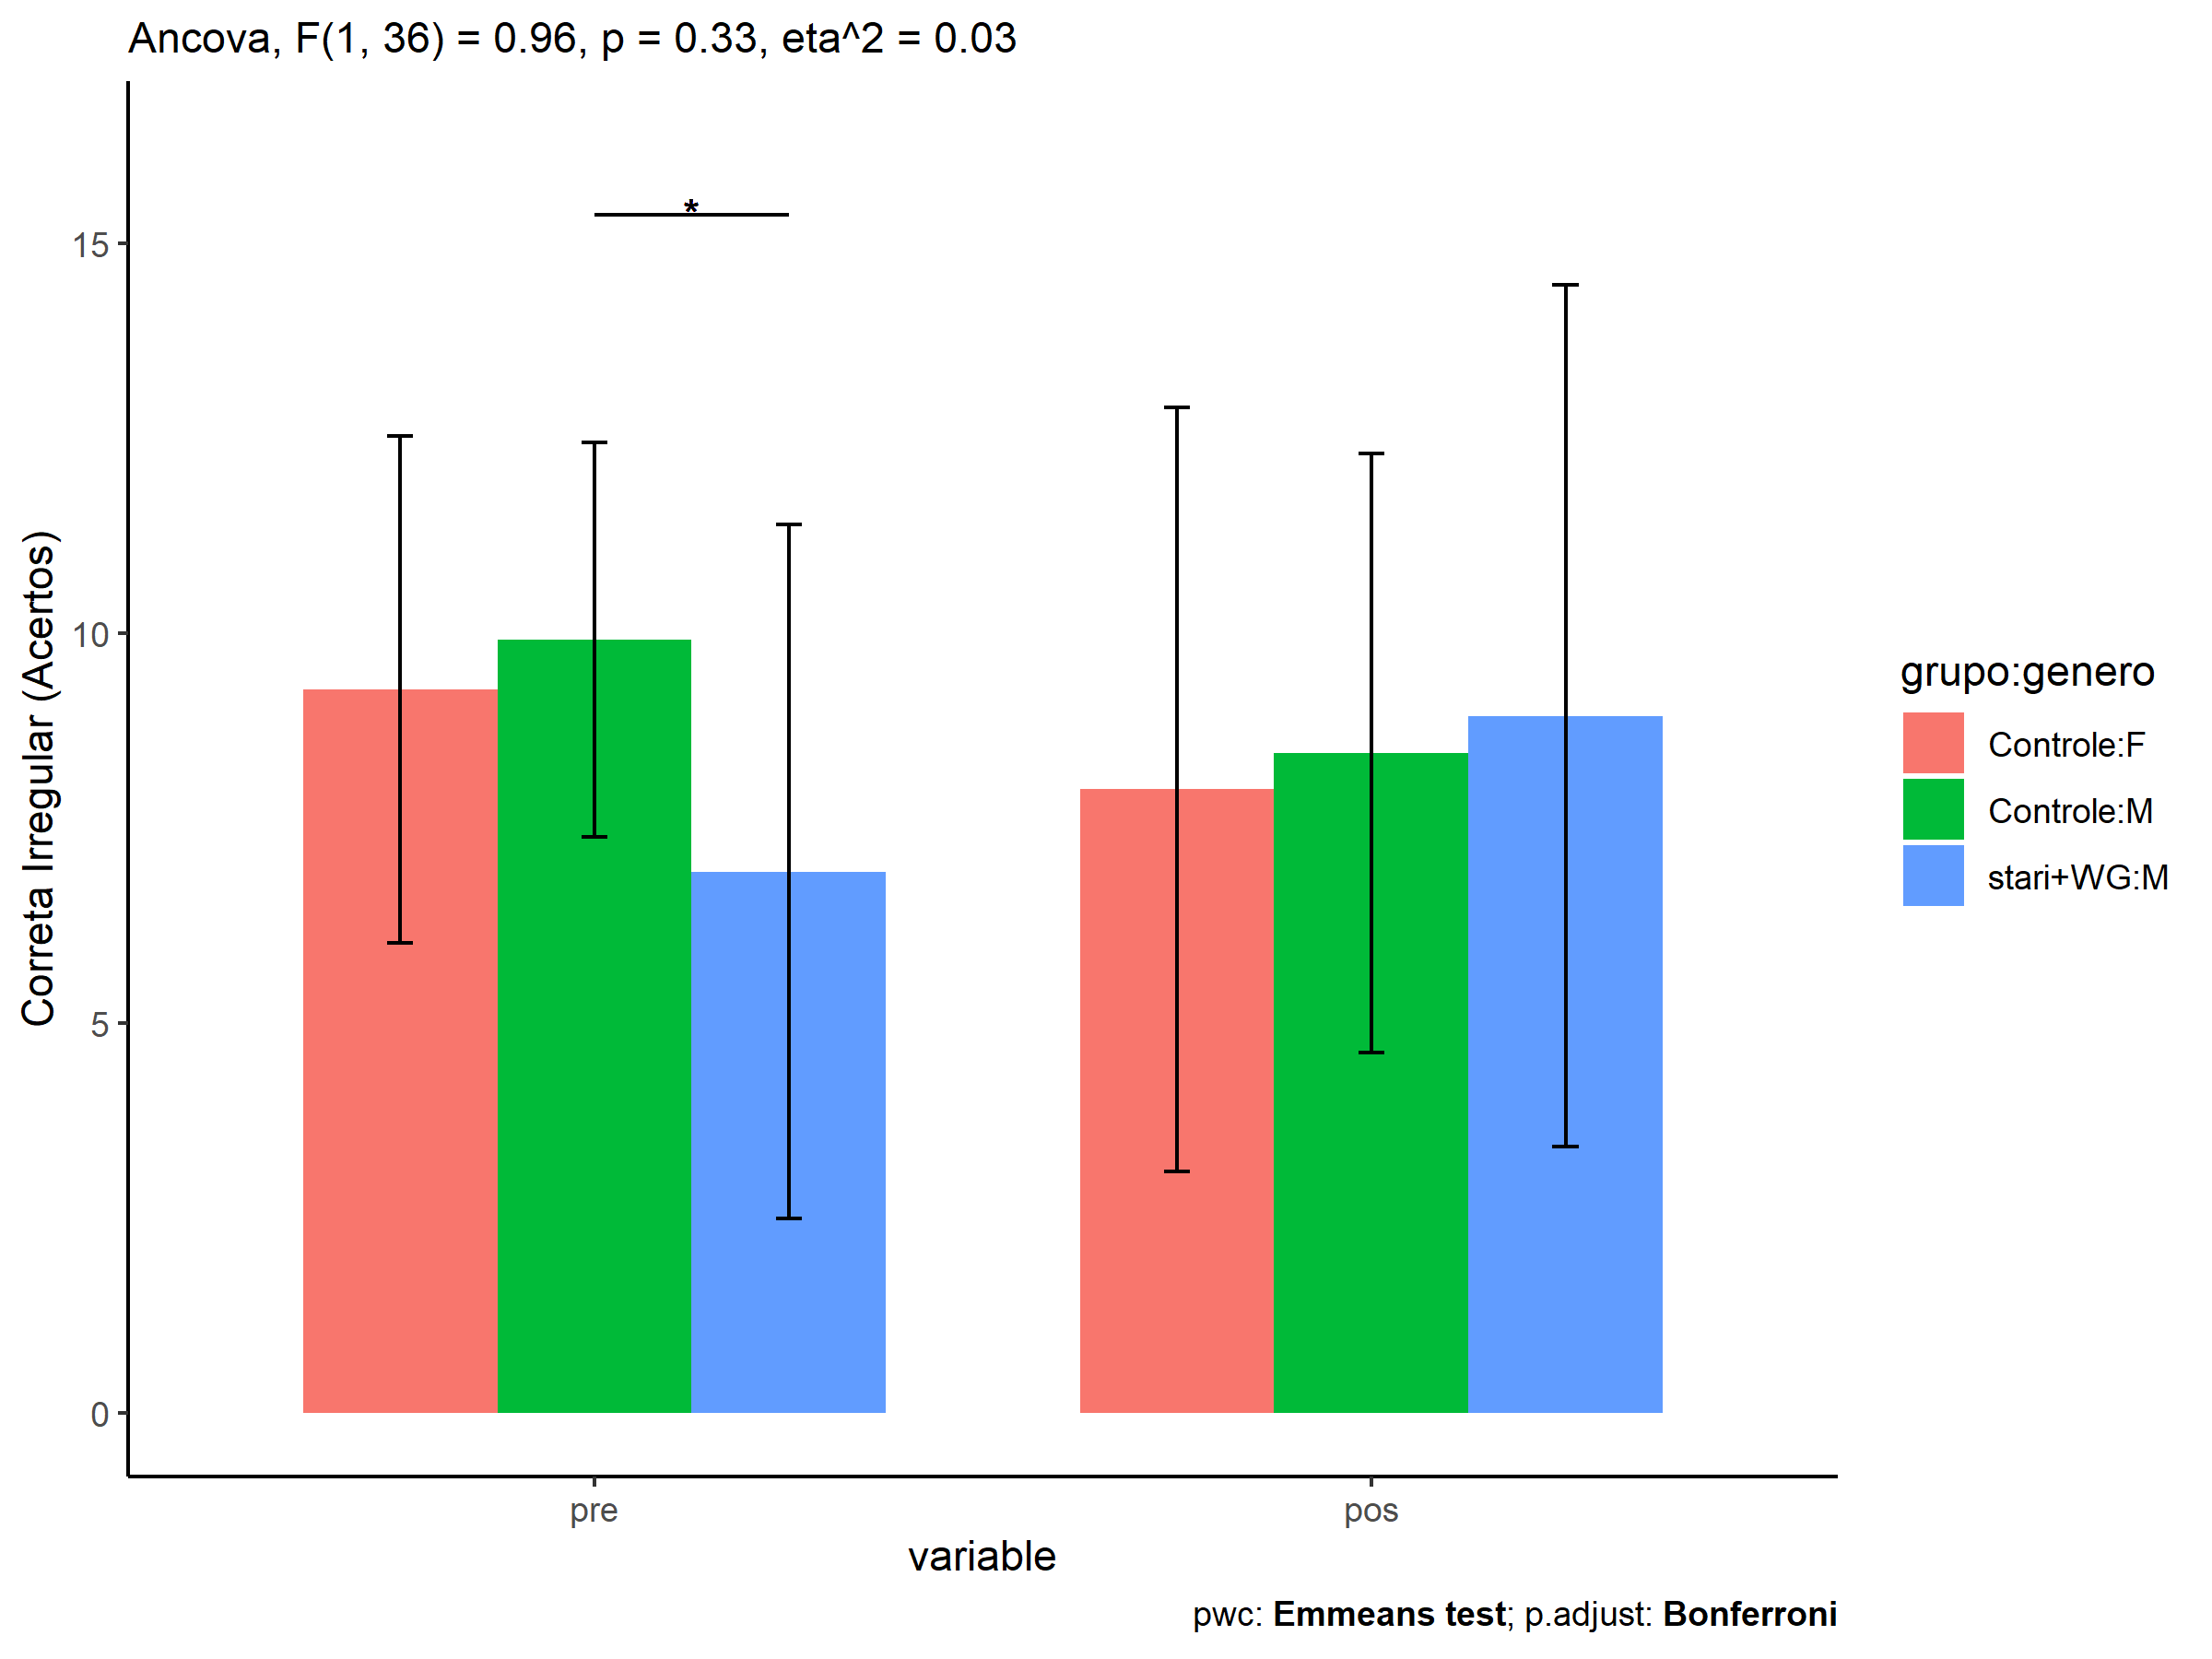 Ancova, F(1, 36) = 0.96, p = 0.33, eta^2 = 0.03
*
15
10
5
0
Correta Irregular (Acertos)
pre
pos
variable
grupo:genero
Controle:F
Controle:M
stari+WG:M
pwc: Emmeans test; p.adjust: Bonferroni